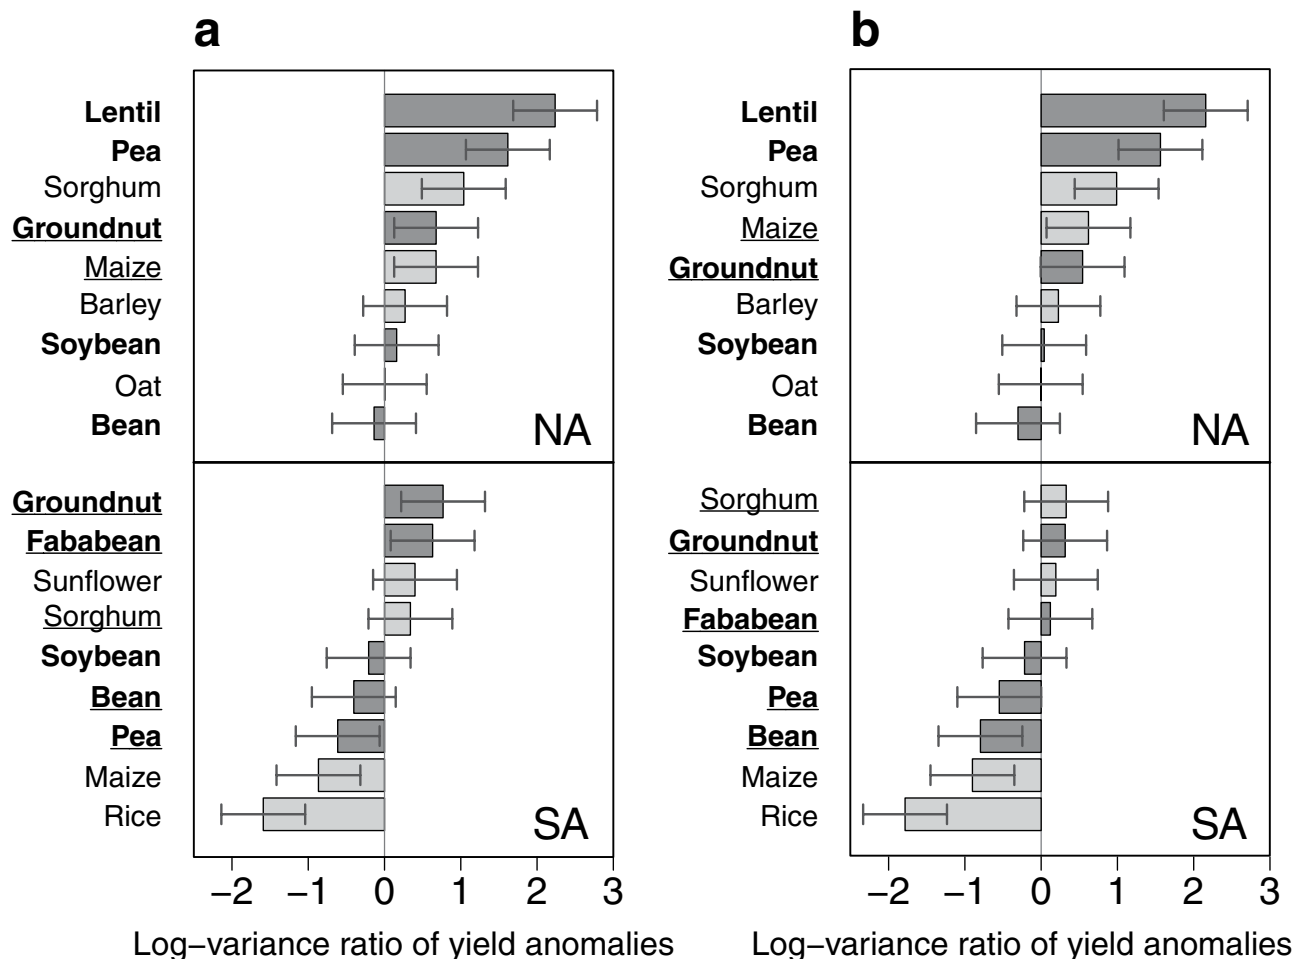 a
Lentil
Pea
Sorghum
Groundnut
Maize
Barley
Soybean
Oat
Bean
NA
Groundnut
Fababean
Sunflower
Sorghum
Soybean
Bean
Pea
Maize
Rice
SA
−2 −1 0 1 2 3
Log−variance ratio of yield anomalies
b
Lentil
Pea
Sorghum
Maize
Groundnut
Barley
Soybean
Oat
Bean
NA
Sorghum
Groundnut
Sunflower
Fababean
Soybean
Pea
Bean
Maize
Rice
SA
−2 −1 0 1 2 3
Log−variance ratio of yield anomalies